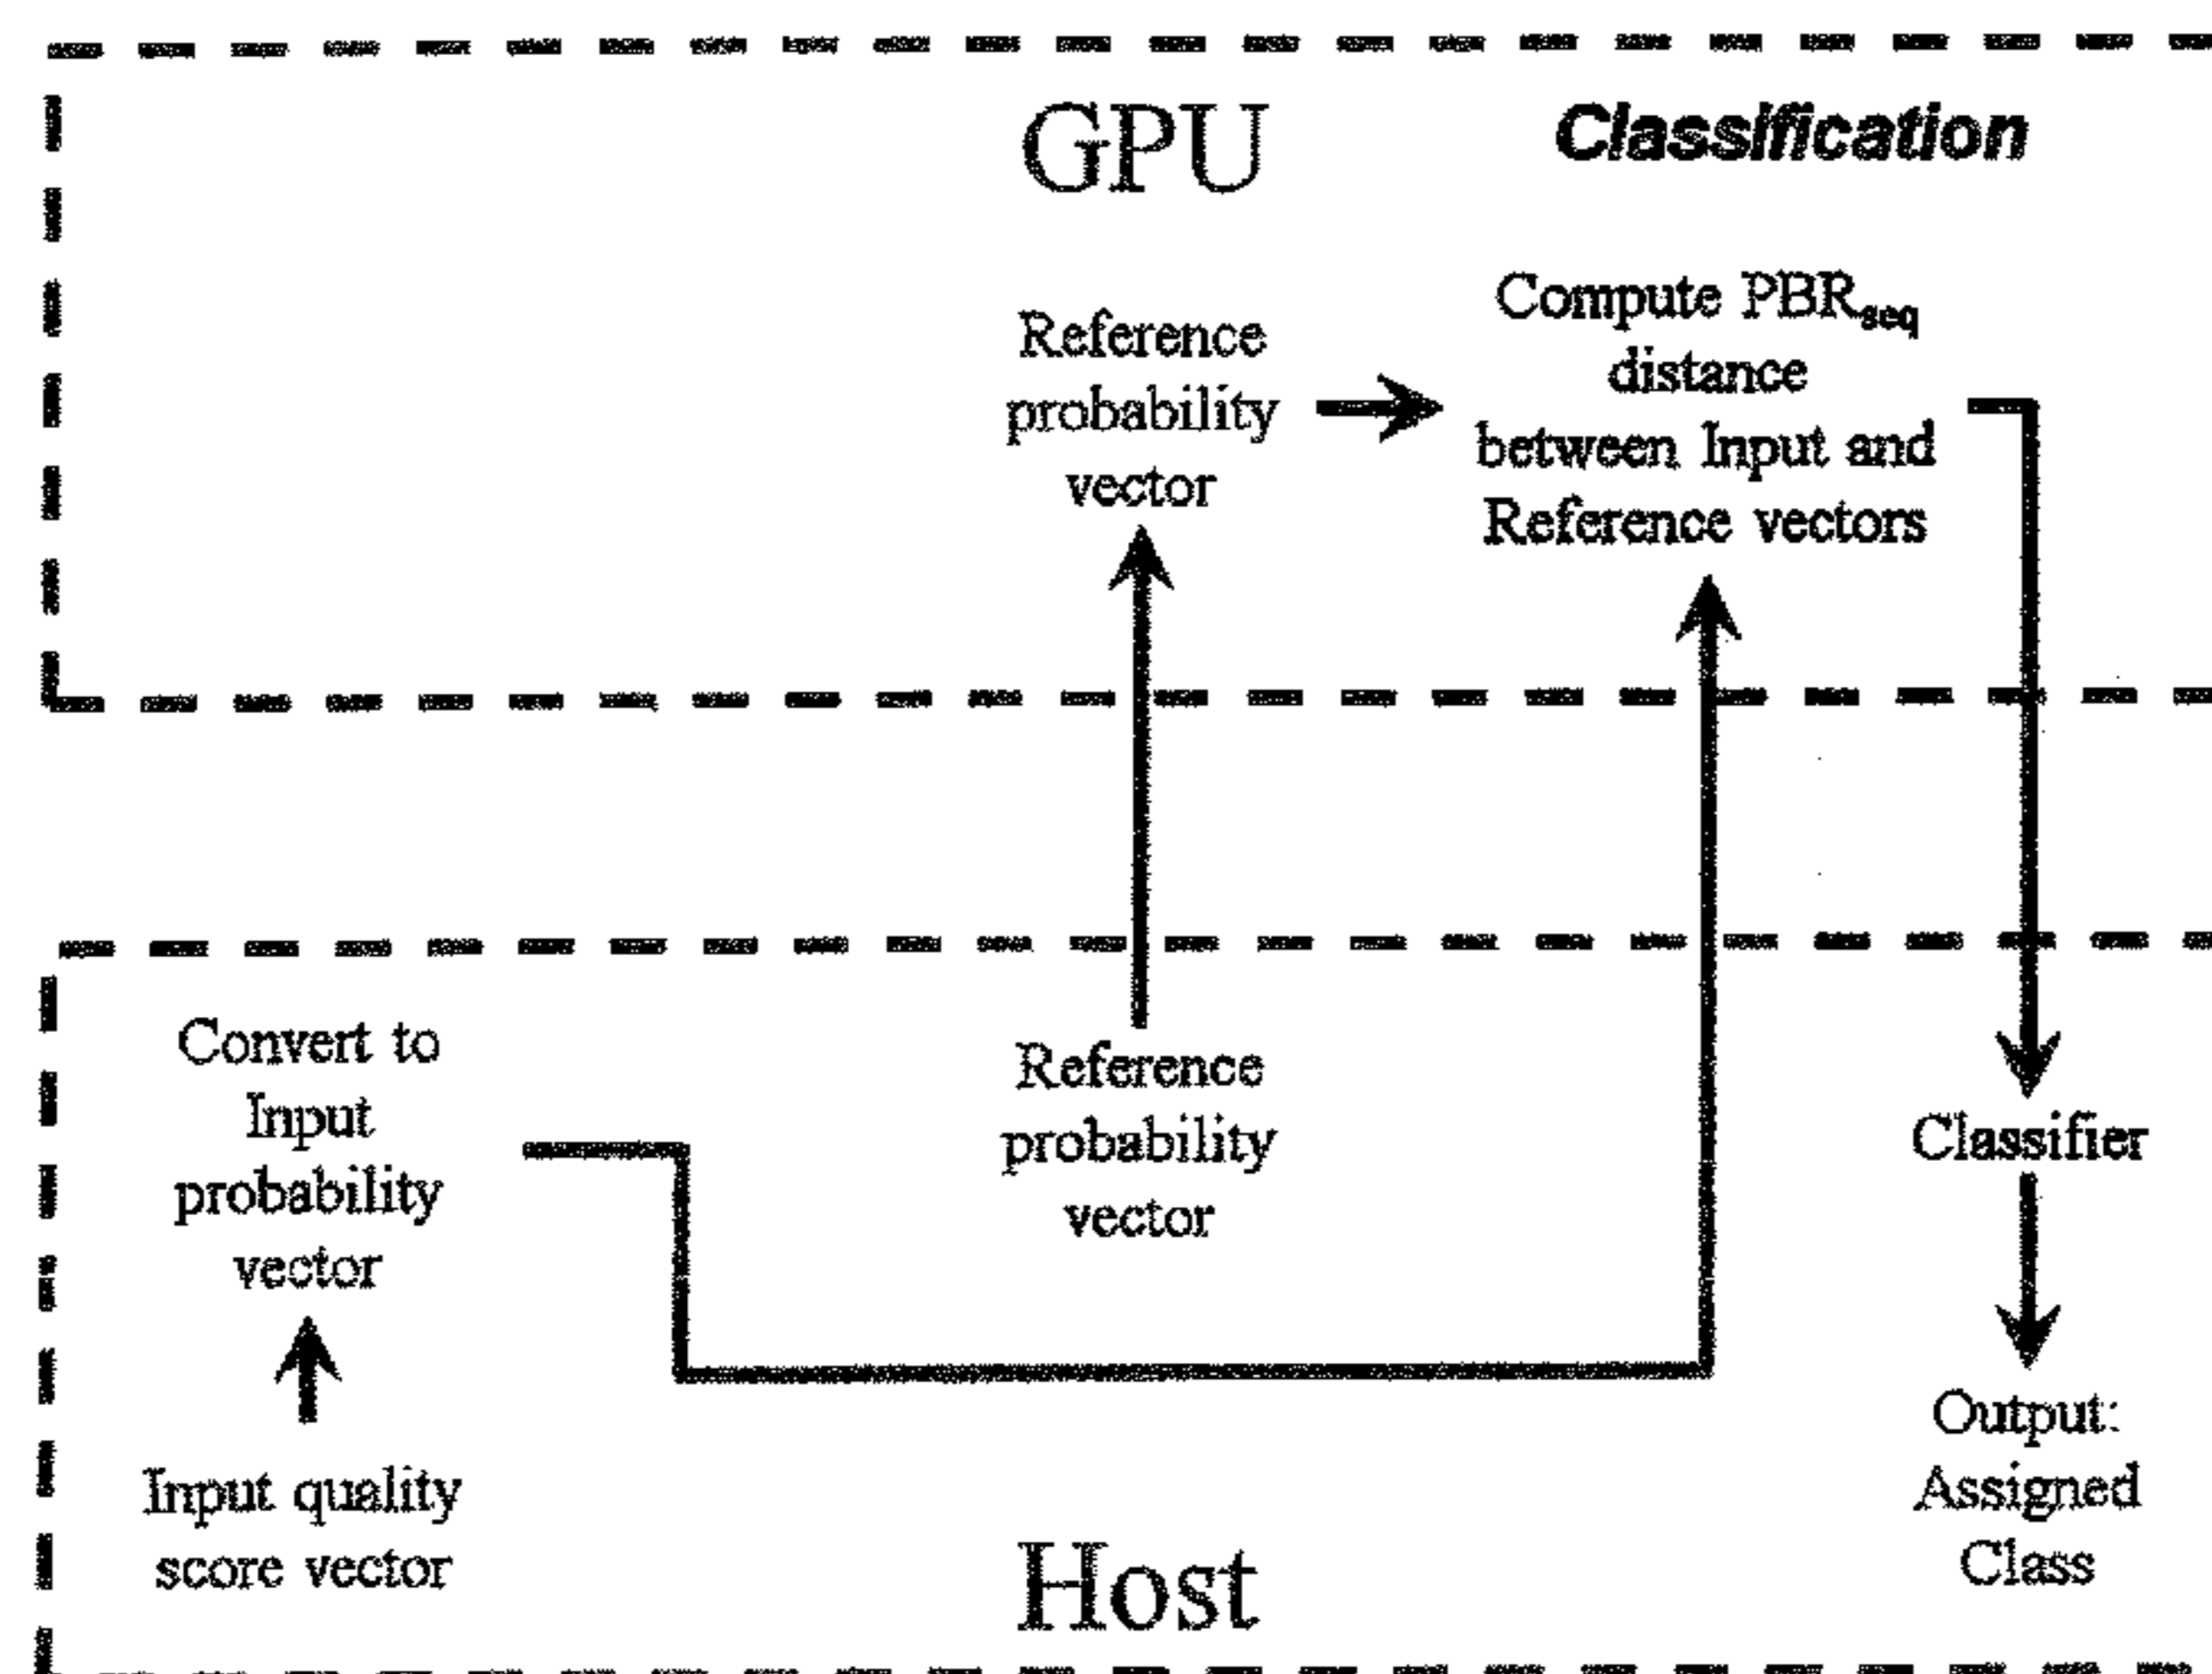 GPU
Classification
Reference
probability
vector
Compute PBRseq
distance
between Input and
Reference vectors
Convert to
Input
probability
vector
Input quality
score vector
Reference
probability
vector
Classifier
Output:
Assigned
Class
Host